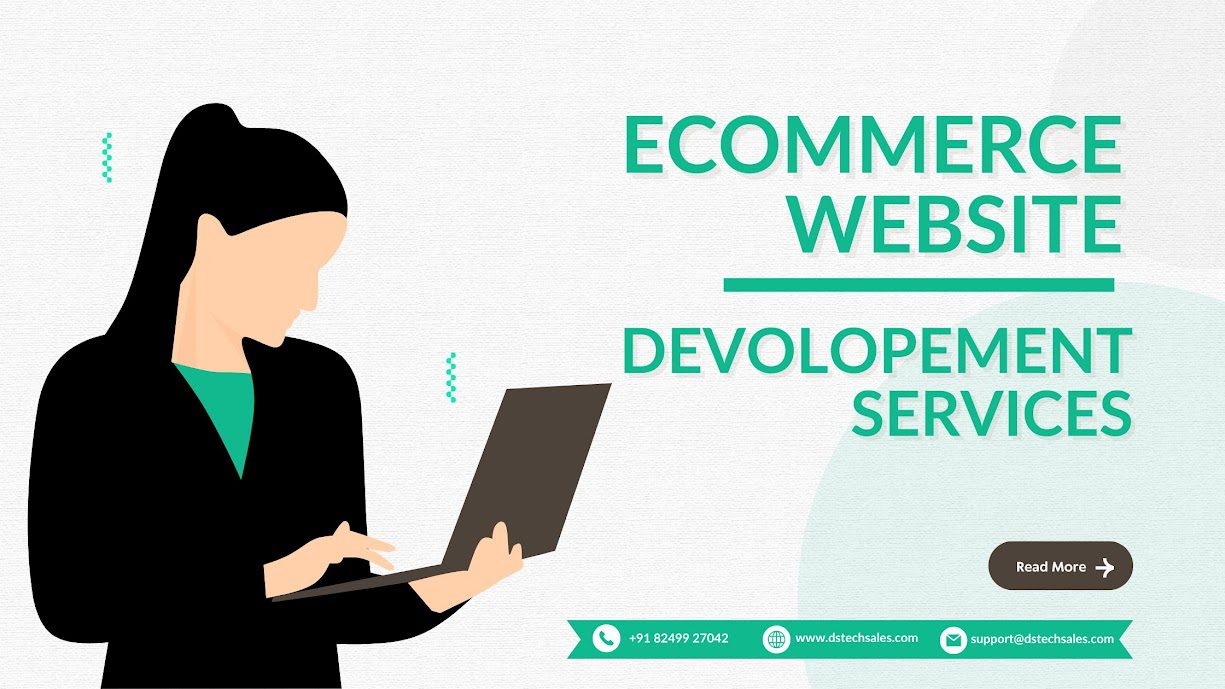 ECOMMERCE
WEBSITE
DEVOLOPEMENT
SERVICES
Read More
+91 82499 27042 www.dstechsales.com support@dstechsales.com